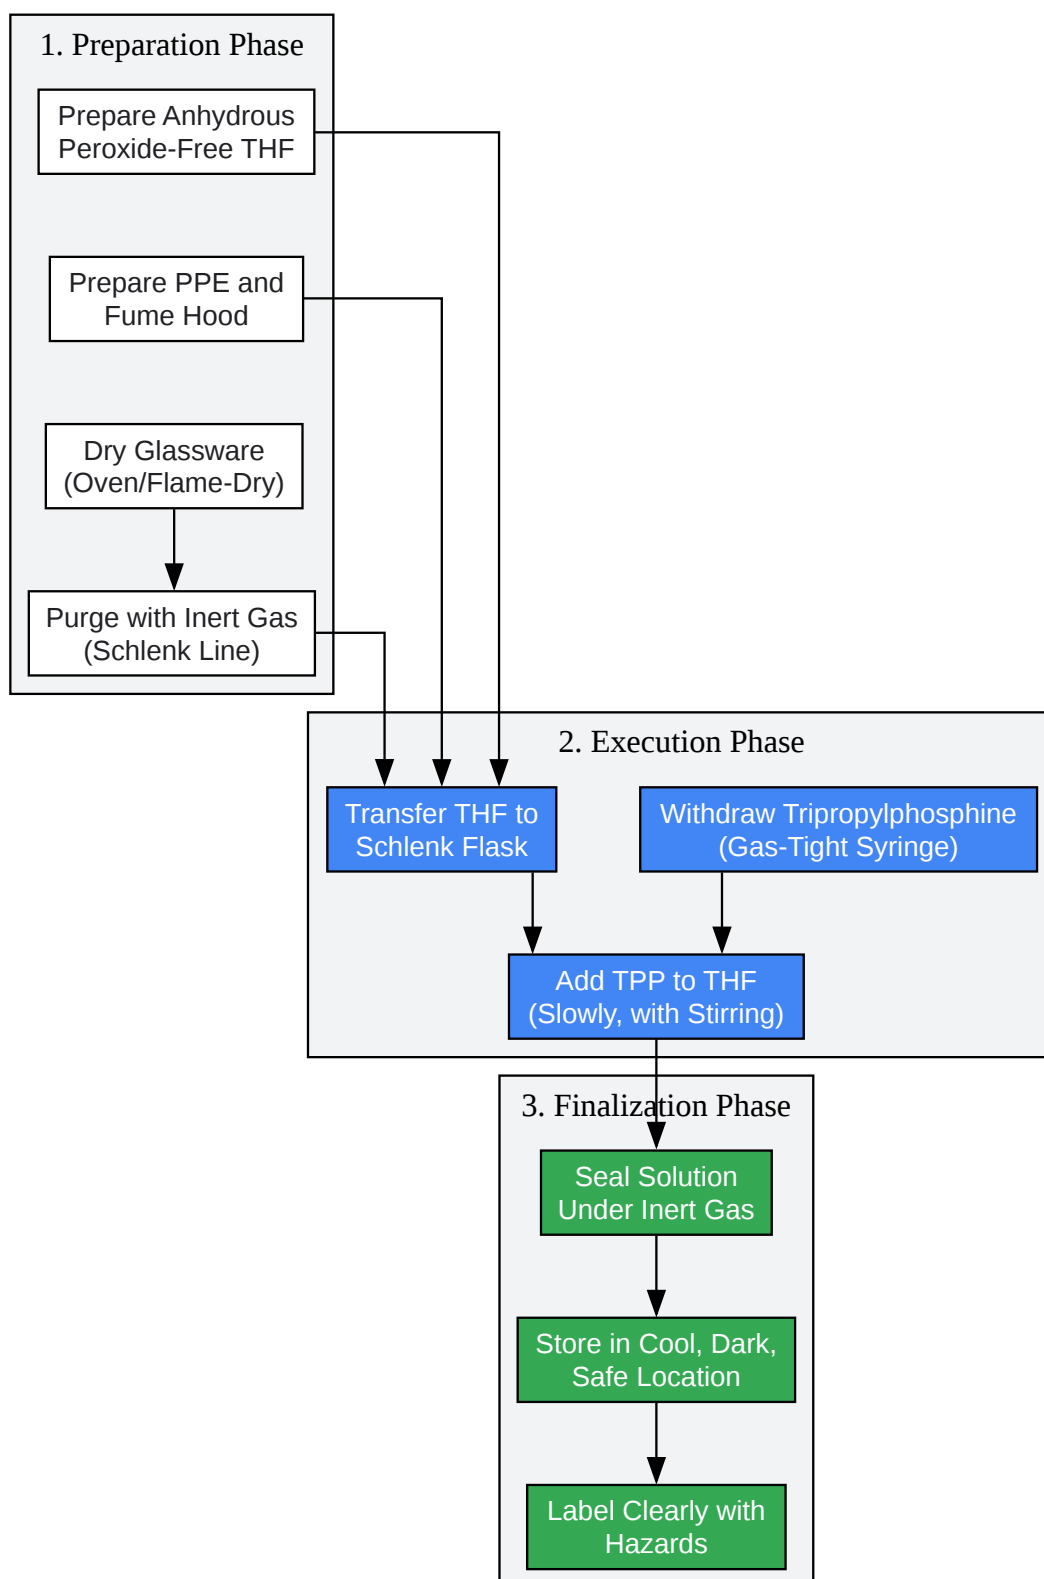 1. Preparation Phase
Prepare Anhydrous
Peroxide-Free THF
Prepare PPE and
Fume Hood
Dry Glassware
(Oven/Flame-Dry)
Purge with Inert Gas
(Schlenk Line)
2. Execution Phase
Transfer THF to
Schlenk Flask
Withdraw Tripropylphosphine
(Gas-Tight Syringe)
Add TPP to THF
(Slowly, with Stirring)
3. Finalization Phase
Seal Solution
Under Inert Gas
Store in Cool, Dark,
Safe Location
Label Clearly with
Hazards